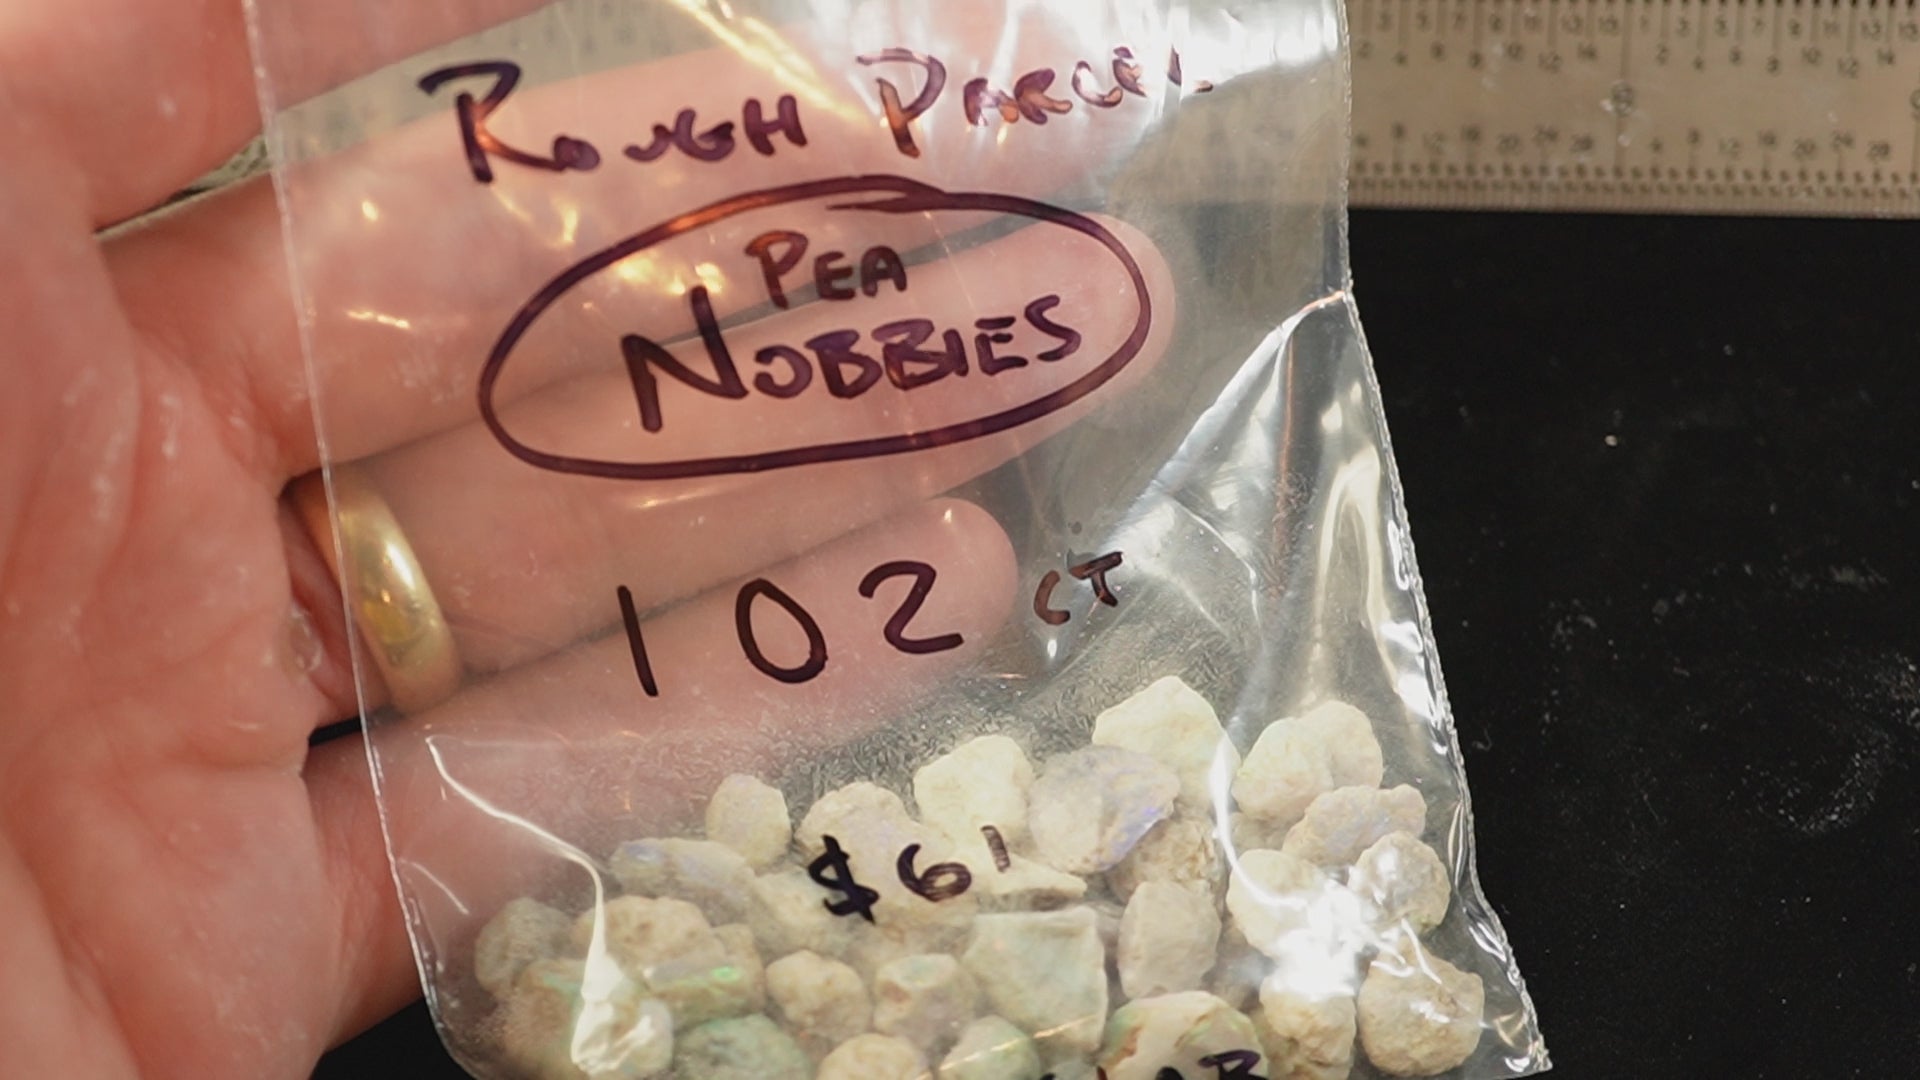 ROUGH PARCEL
PEA
NOBBIES
102 CT
$61